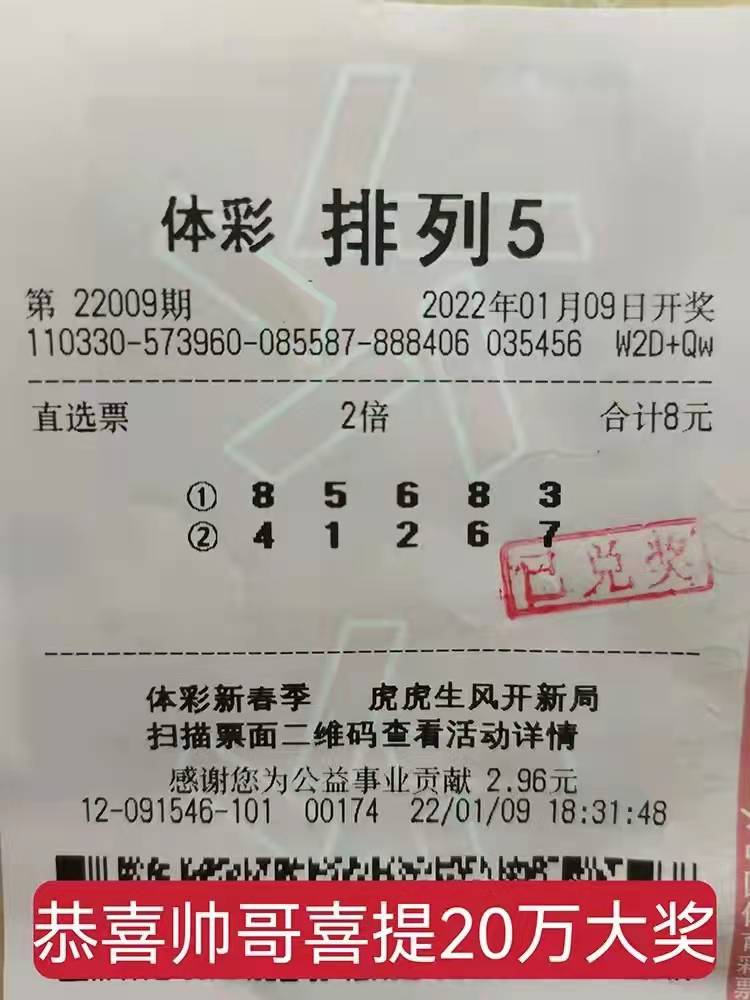 体彩 排列5
第 22009期 2022年01月09日开奖
110330-573960-085587-888406 035456 W2D+Qw
直选票 2倍 合计8元
① 8 5 6 8 3
② 4 1 2 6 7
已兑奖
体彩新春季 虎虎生风开新局
扫描票面二维码查看活动详情
感谢您为公益事业贡献 2.96元
12-091546-101 00174 22/01/09 18:31:48
恭喜帅哥喜提20万大奖